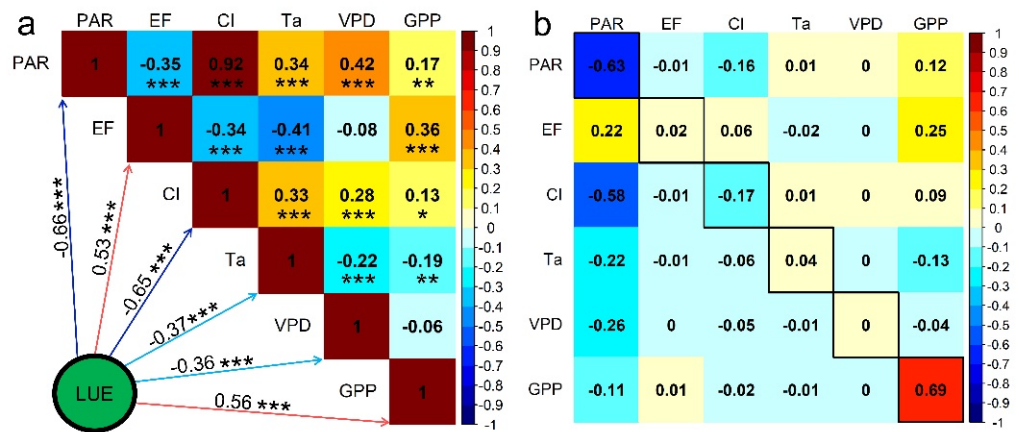 a
PAR EF CI Ta VPD GPP
PAR 1 -0.35 0.92 0.34 0.42 0.17
*** *** *** *** **
EF 1 -0.34 -0.41 -0.08 0.36
*** *** ***
CI 1 0.33 0.28 0.13
*** *** *
Ta 1 -0.22 -0.19
*** **
VPD 1 -0.06
GPP 1
LUE
-0.66***
0.53***
-0.65***
-0.37***
-0.36 ***
0.56 ***
1
0.9
0.8
0.7
0.6
0.5
0.4
0.3
0.2
0.1
0
-0.1
-0.2
-0.3
-0.4
-0.5
-0.6
-0.7
-0.8
-0.9
-1
b
PAR EF CI Ta VPD GPP
PAR -0.63 -0.01 -0.16 0.01 0 0.12
EF 0.22 0.02 0.06 -0.02 0 0.25
CI -0.58 -0.01 -0.17 0.01 0 0.09
Ta -0.22 -0.01 -0.06 0.04 0 -0.13
VPD -0.26 0 -0.05 -0.01 0 -0.04
GPP -0.11 0.01 -0.02 -0.01 0 0.69
1
0.9
0.8
0.7
0.6
0.5
0.4
0.3
0.2
0.1
0
-0.1
-0.2
-0.3
-0.4
-0.5
-0.6
-0.7
-0.8
-0.9
-1